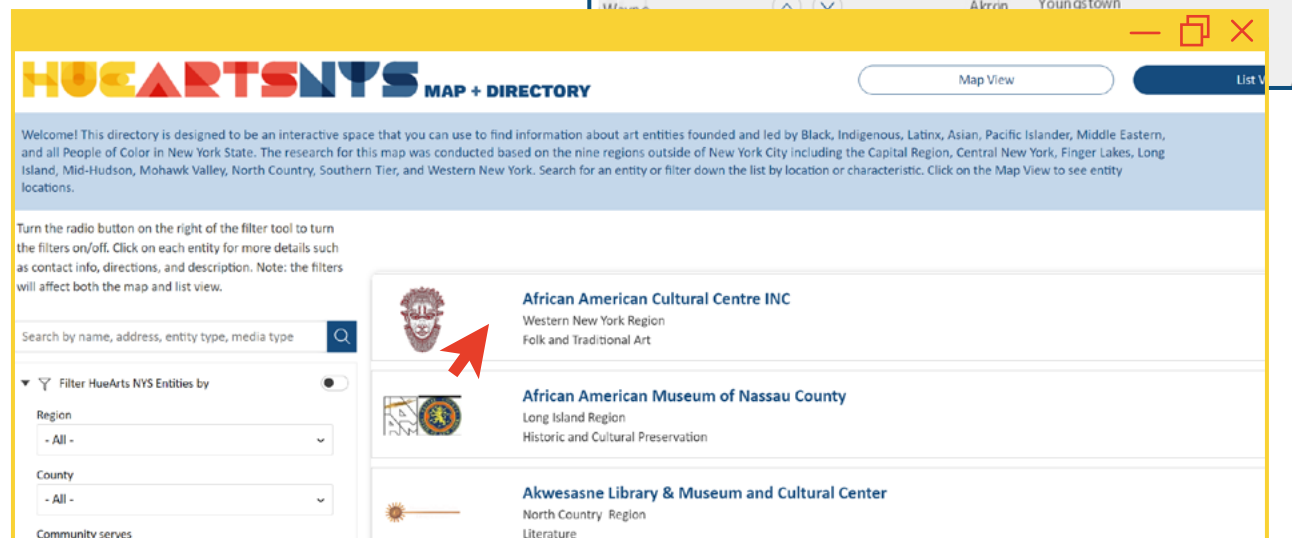 Akron Youngstown
HUEARTSNYS MAP + DIRECTORY
Map View
List V
Welcome! This directory is designed to be an interactive space that you can use to find information about art entities founded and led by Black, Indigenous, Latinx, Asian, Pacific Islander, Middle Eastern,
and all People of Color in New York State. The research for this map was conducted based on the nine regions outside of New York City including the Capital Region, Central New York, Finger Lakes, Long
Island, Mid-Hudson, Mohawk Valley, North Country, Southern Tier, and Western New York. Search for an entity or filter down the list by location or characteristic. Click on the Map View to see entity
locations.
Turn the radio button on the right of the filter tool to turn
the filters on/off. Click on each entity for more details such
as contact info, directions, and description. Note: the filters
will affect both the map and list view.
Search by name, address, entity type, media type
Filter HueArts NYS Entities by
Region
- All -
County
- All -
Community serves
African American Cultural Centre INC
Western New York Region
Folk and Traditional Art
African American Museum of Nassau County
Long Island Region
Historic and Cultural Preservation
Akwesasne Library & Museum and Cultural Center
North Country Region
Literature